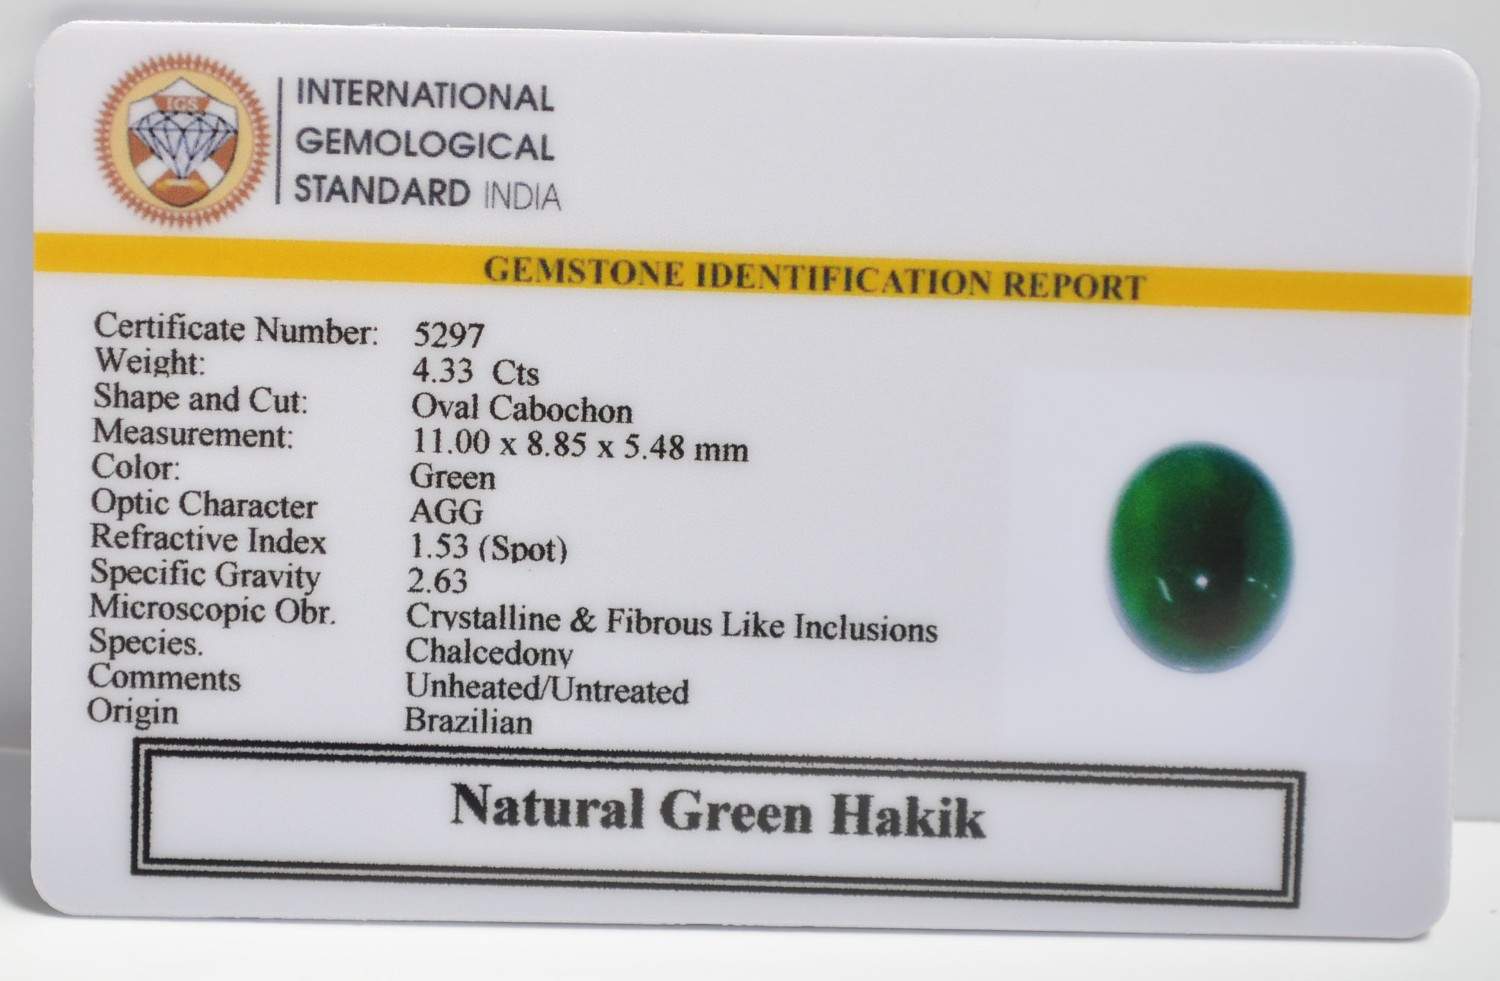 IGS
INTERNATIONAL
GEMOLOGICAL
STANDARD INDIA
GEMSTONE IDENTIFICATION REPORT
Certificate Number: 5297
Weight: 4.33 Cts
Shape and Cut: Oval Cabochon
Measurement: 11.00 x 8.85 x 5.48 mm
Color: Green
Optic Character AGG
Refractive Index 1.53 (Spot)
Specific Gravity 2.63
Microscopic Obr. Crystalline & Fibrous Like Inclusions
Species. Chalcedony
Comments Unheated/Untreated
Origin Brazilian
Natural Green Hakik